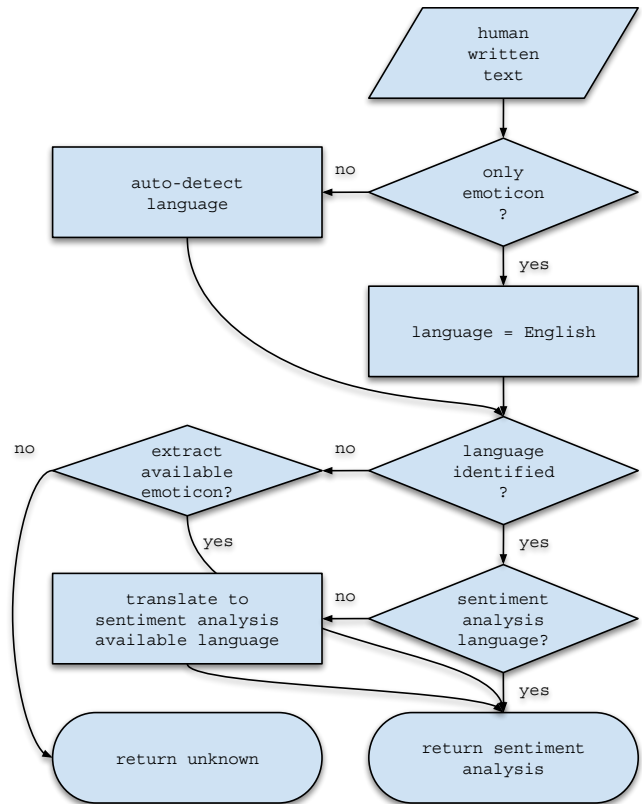 human
written
text
no
only
emoticon
?
auto-detect
language
yes
language = English
no
extract
available
emoticon?
no
language
identified
?
yes
yes
translate to
sentiment analysis
available language
no
sentiment
analysis
language?
yes
return unknown
return sentiment
analysis